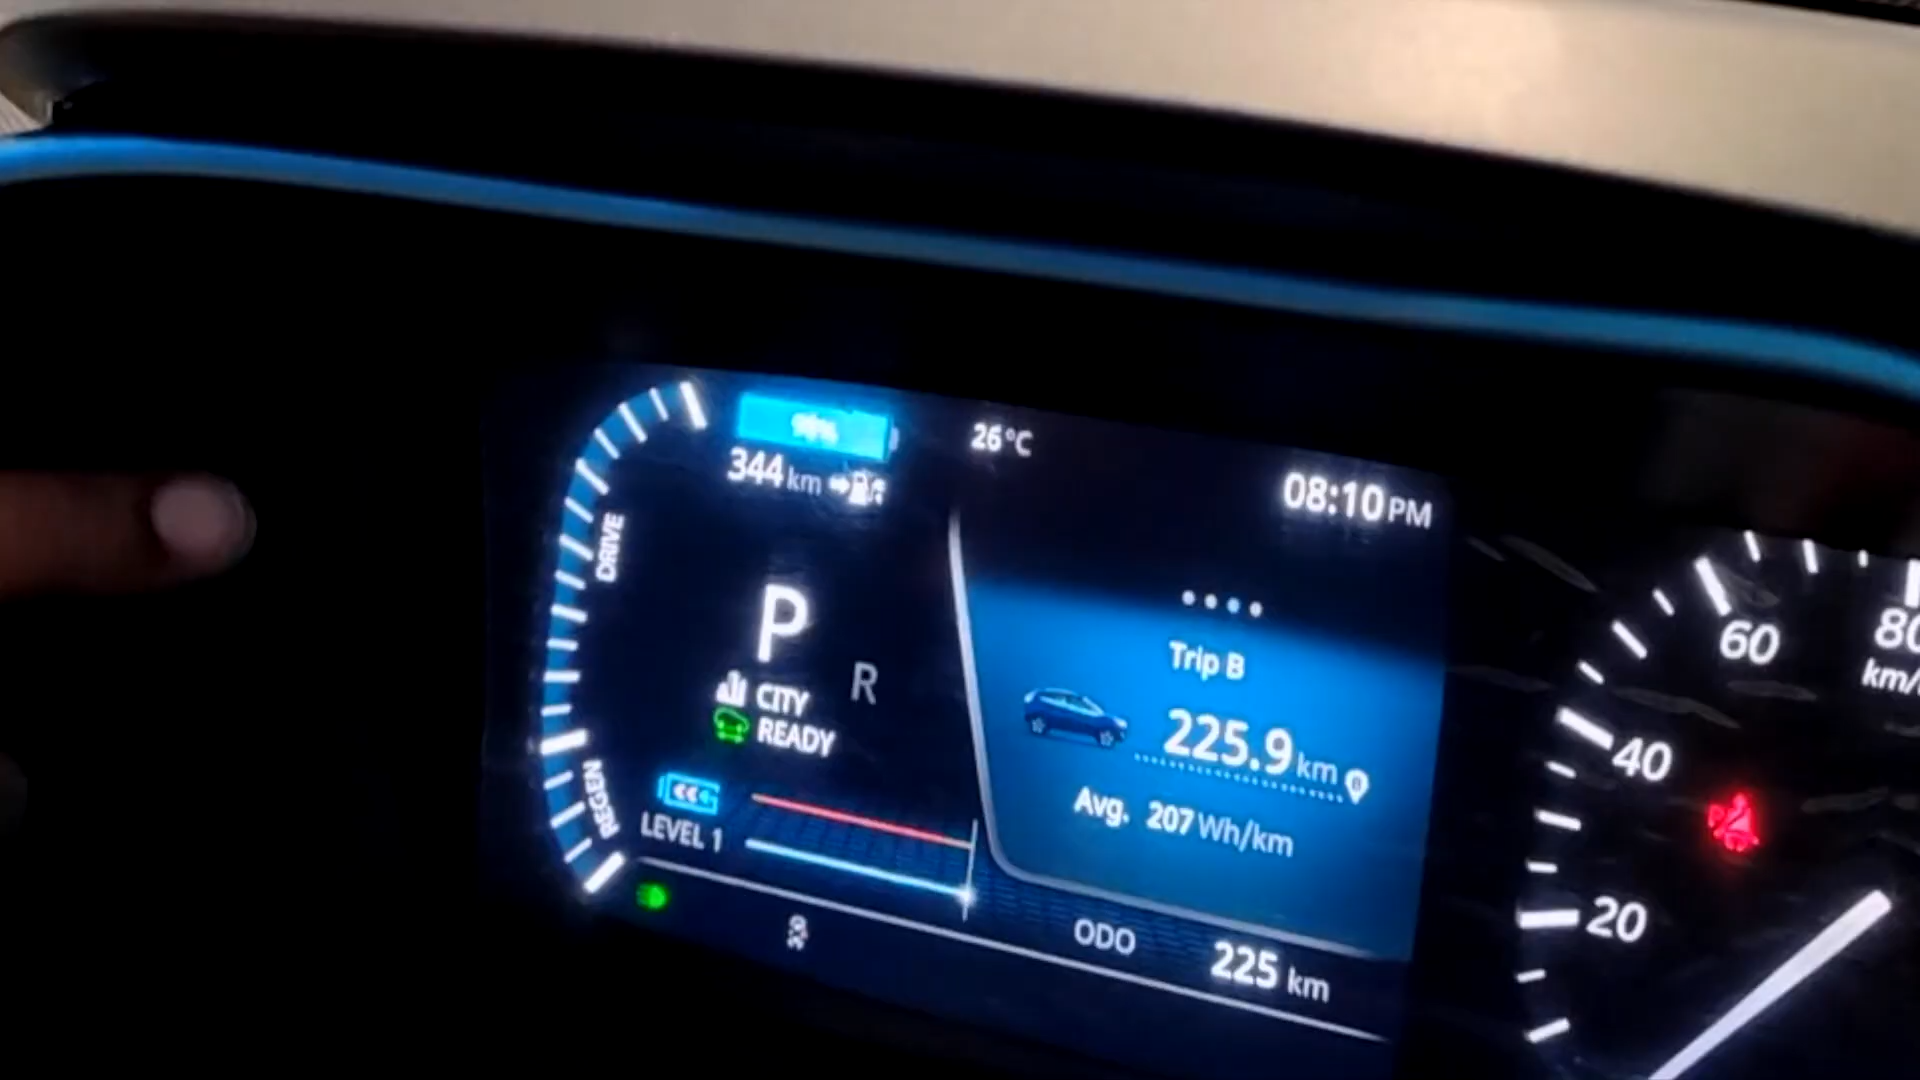 26°C
344 km
08:10 PM
DRIVE
P
R
CITY
READY
REGEN
LEVEL 1
Trip B
225.9 km
Avg. 207 Wh/km
ODO 225 km
60
80
km/
40
20